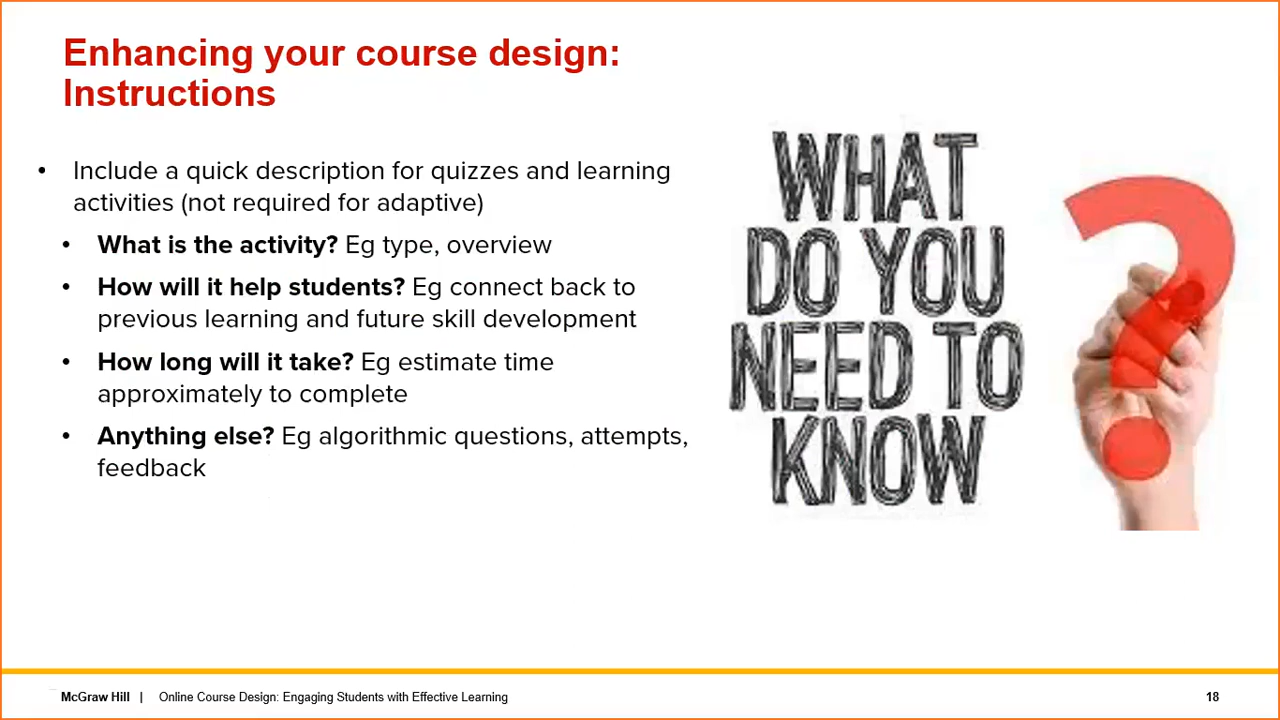 Enhancing your course design:
Instructions
• Include a quick description for quizzes and learning
activities (not required for adaptive)
• What is the activity? Eg type, overview
• How will it help students? Eg connect back to
previous learning and future skill development
• How long will it take? Eg estimate time
approximately to complete
• Anything else? Eg algorithmic questions, attempts,
feedback
WHAT
DO YOU
NEED TO
KNOW
?
McGraw Hill | Online Course Design: Engaging Students with Effective Learning
18